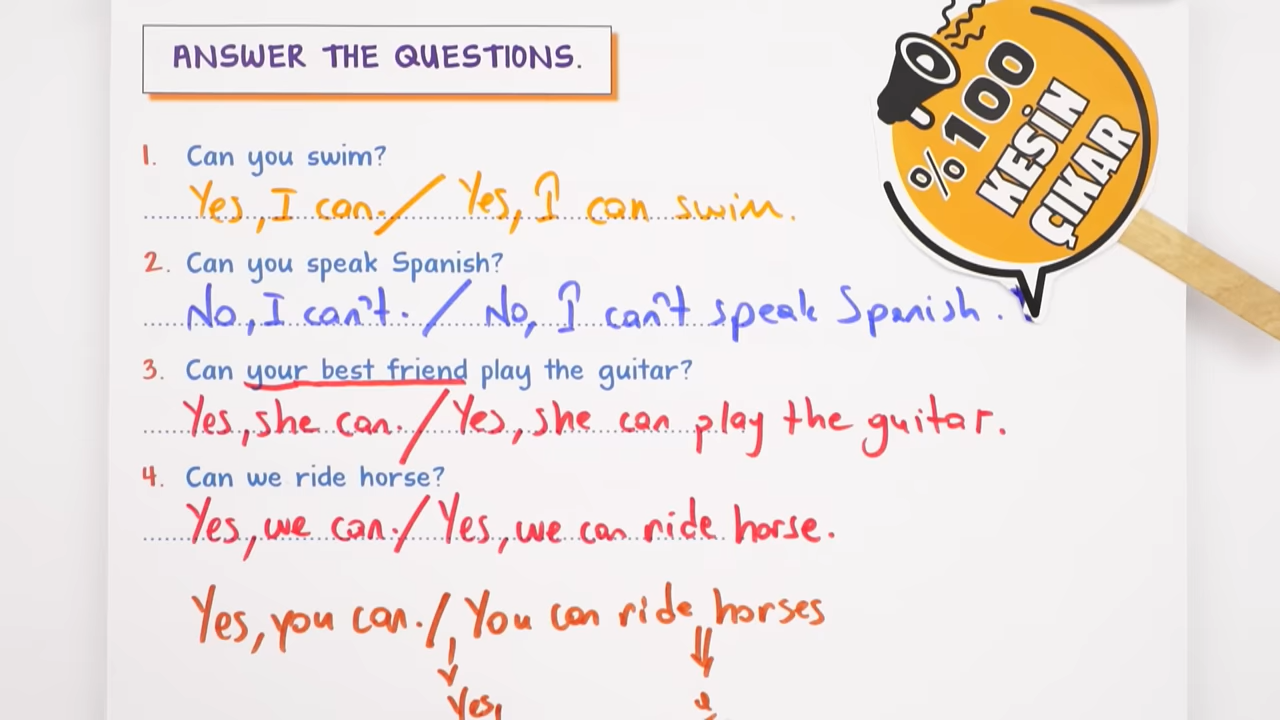 ANSWER THE QUESTIONS.
%100
KESİN
ÇIKAR
1. Can you swim?
Yes, I can. / Yes, I can swim.
2. Can you speak Spanish?
No, I can't. / No, I can't speak Spanish.
3. Can your best friend play the guitar?
Yes, she can. / Yes, she can play the guitar.
4. Can we ride horse?
Yes, we can. / Yes, we can ride horse.
Yes, you can. / You can ride horses
Yes,